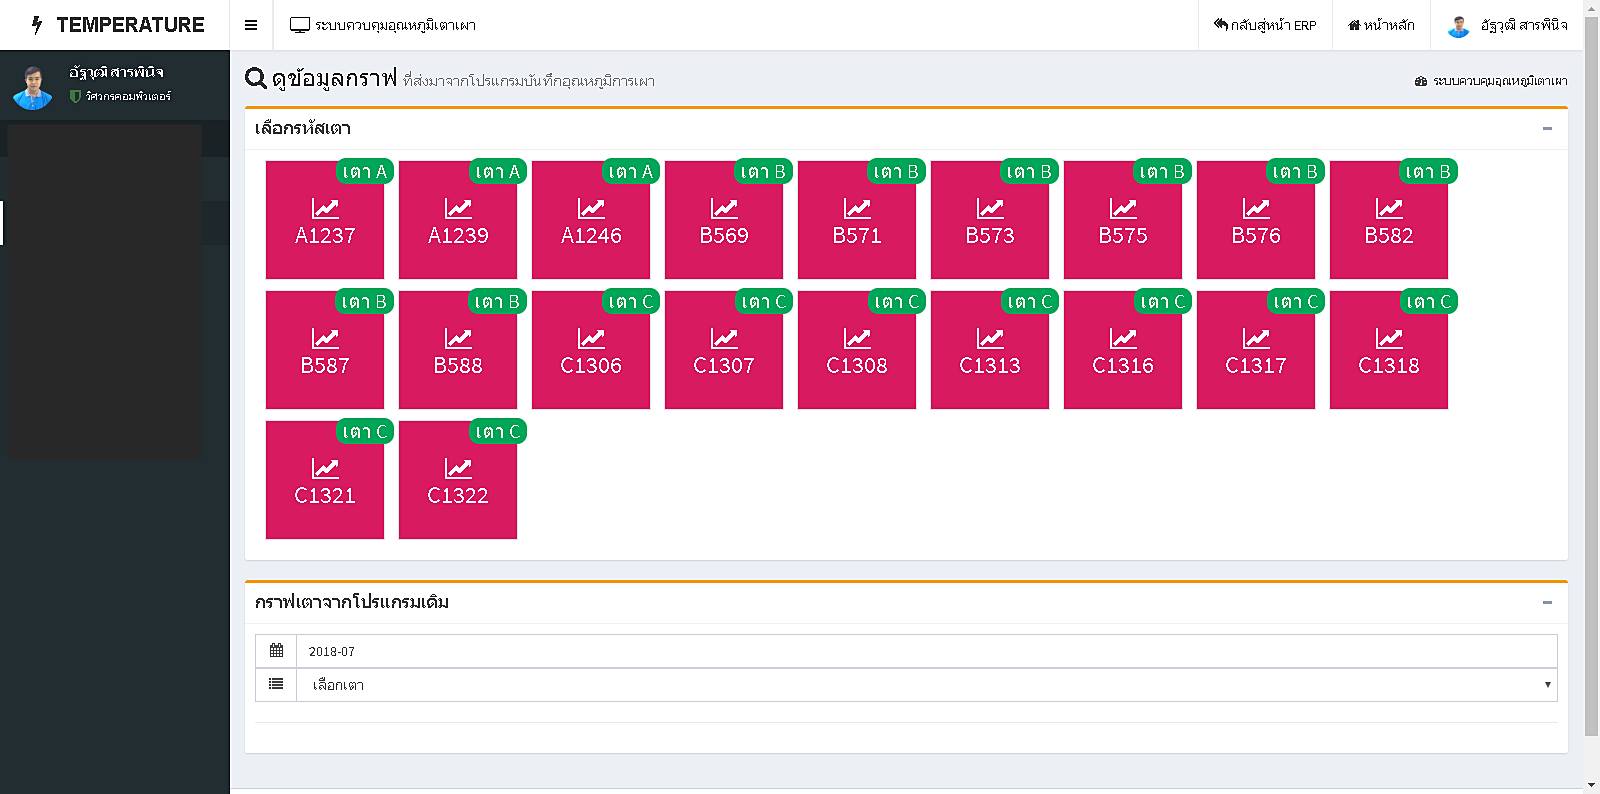 TEMPERATURE
ระบบควบคุมอุณหภูมิเตาเผา
กลับสู่หน้า ERP
หน้าหลัก
อัฐวุฒิ สารพินิจ
อัฐวุฒิ สารพินิจ
วิศวกรคอมพิวเตอร์
ดูข้อมูลกราฟ ที่ส่งมาจากโปรแกรมบันทึกอุณหภูมิการเผา
ระบบควบคุมอุณหภูมิเตาเผา
เลือกรหัสเตา
เตา A เตา A เตา A เตา B เตา B เตา B เตา B เตา B เตา B
A1237 A1239 A1246 B569 B571 B573 B575 B576 B582
เตา B เตา B เตา C เตา C เตา C เตา C เตา C เตา C เตา C
B587 B588 C1306 C1307 C1308 C1313 C1316 C1317 C1318
เตา C เตา C
C1321 C1322
กราฟเตาจากโปรแกรมเดิม
2018-07
เลือกเตา